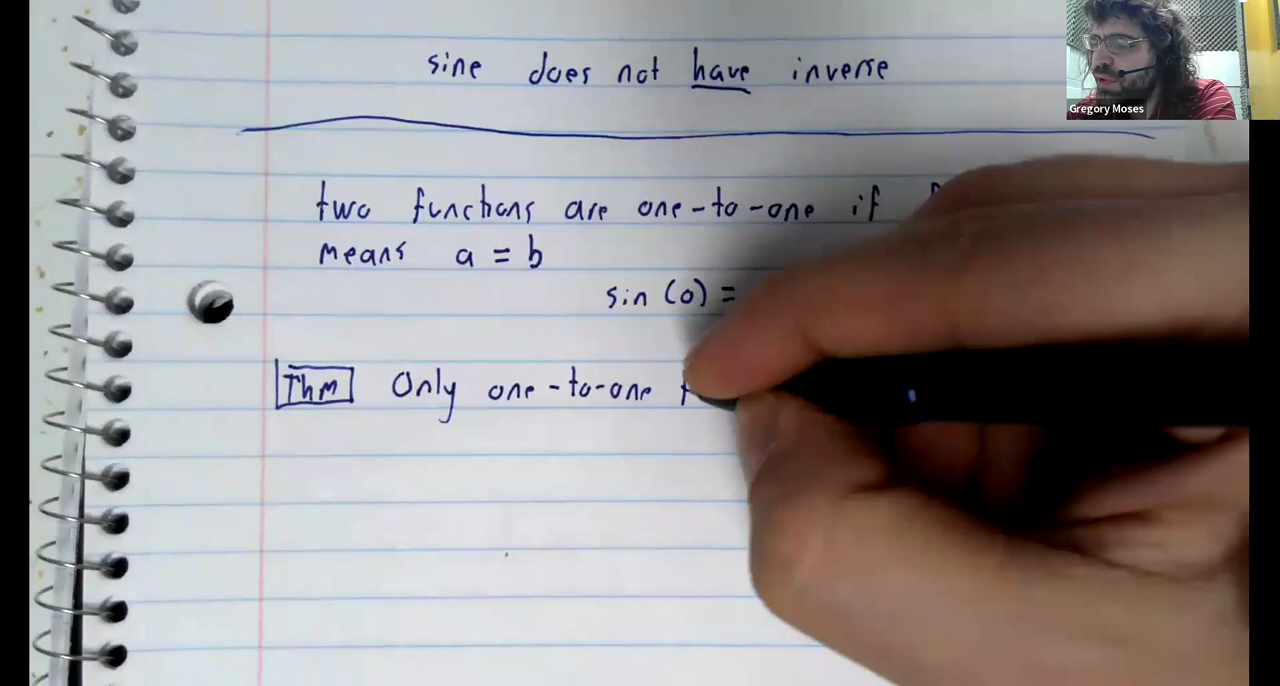 sine does not have inverse
Gregory Moses
two functions are one-to-one if
means a = b
sin (0) =
Thm Only one-to-one